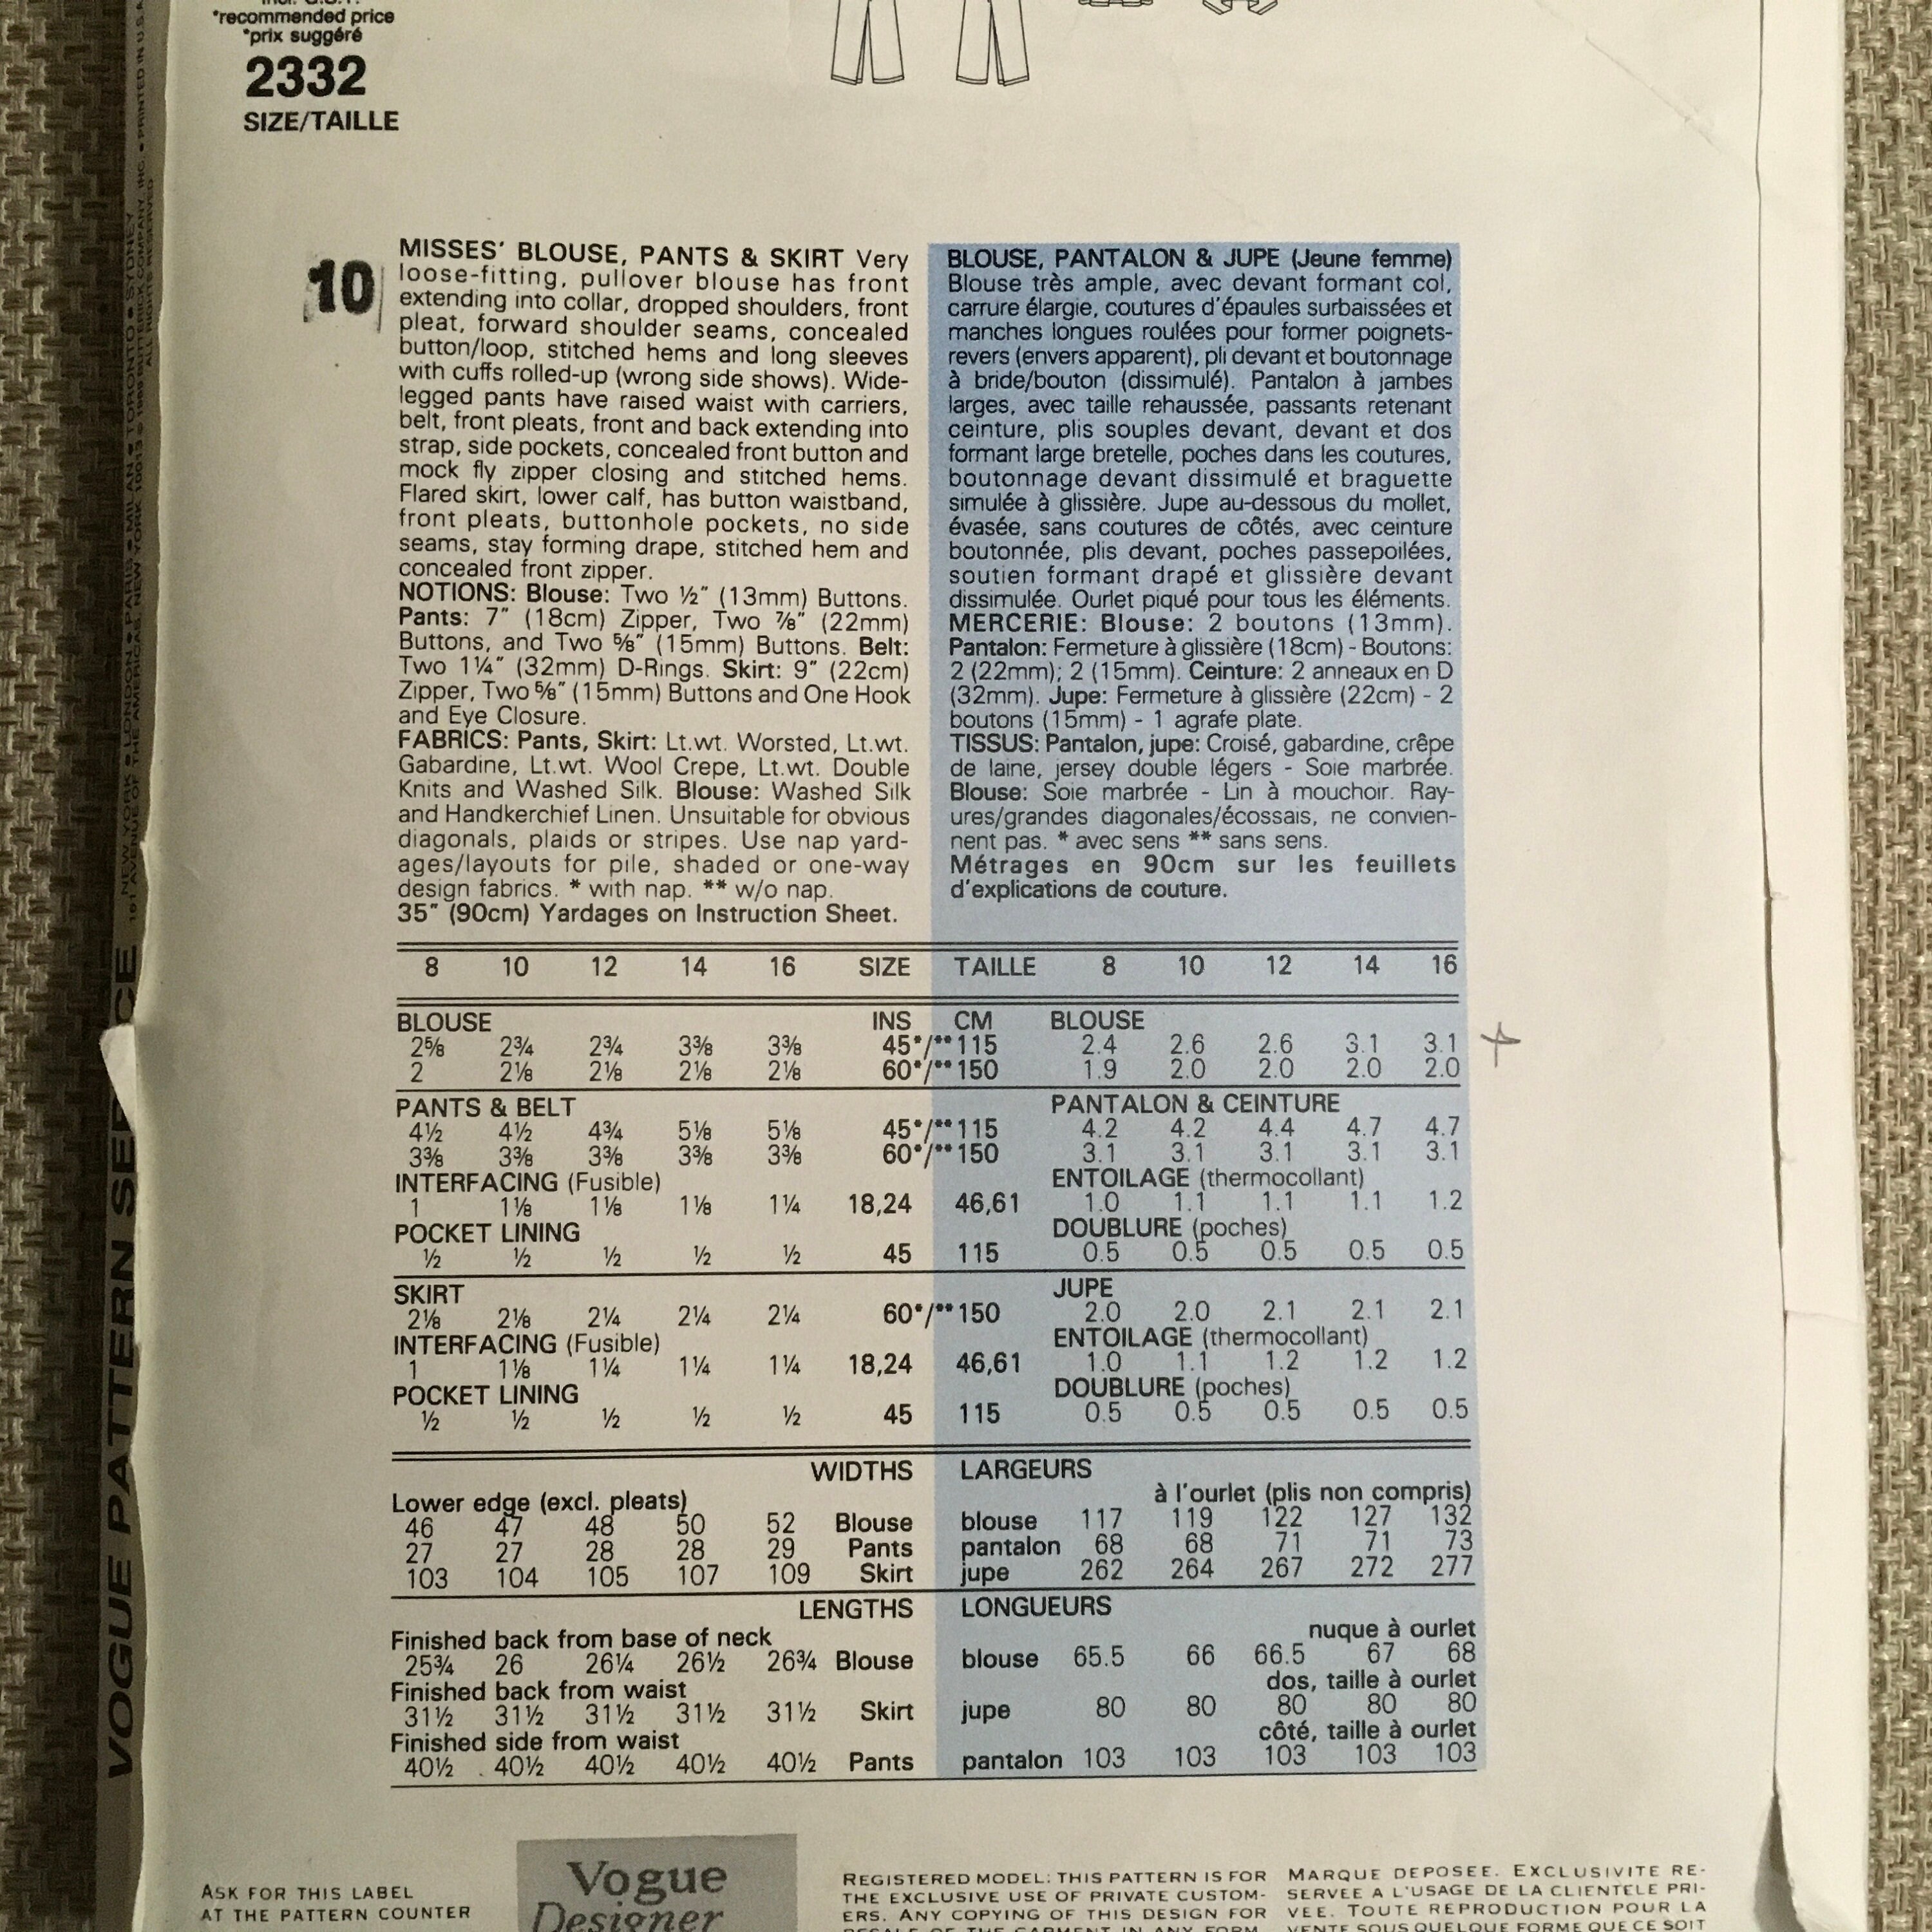 *recommended price
*prix suggéré
2332
SIZE/TAILLE
10
MISSES' BLOUSE, PANTS & SKIRT Very
loose-fitting, pullover blouse has front
extending into collar, dropped shoulders, front
pleat, forward shoulder seams, concealed
button/loop, stitched hems and long sleeves
with cuffs rolled-up (wrong side shows). Wide-
legged pants have raised waist with carriers,
belt, front pleats, front and back extending into
strap, side pockets, concealed front button and
mock fly zipper closing and stitched hems.
Flared skirt, lower calf, has button waistband,
front pleats, buttonhole pockets, no side
seams, stay forming drape, stitched hem and
concealed front zipper.
NOTIONS: Blouse: Two ½" (13mm) Buttons.
Pants: 7" (18cm) Zipper, Two ⅞" (22mm)
Buttons, and Two ⅝" (15mm) Buttons. Belt:
Two 1¼" (32mm) D-Rings. Skirt: 9" (22cm)
Zipper, Two ⅝" (15mm) Buttons and One Hook
and Eye Closure.
FABRICS: Pants, Skirt: Lt.wt. Worsted, Lt.wt.
Gabardine, Lt.wt. Wool Crepe, Lt.wt. Double
Knits and Washed Silk. Blouse: Washed Silk
and Handkerchief Linen. Unsuitable for obvious
diagonals, plaids or stripes. Use nap yard-
ages/layouts for pile, shaded or one-way
design fabrics. * with nap. ** w/o nap.
35" (90cm) Yardages on Instruction Sheet.
BLOUSE, PANTALON & JUPE (Jeune femme)
Blouse très ample, avec devant formant col,
carrure élargie, coutures d'épaules surbaissées et
manches longues roulées pour former poignets-
revers (envers apparent), pli devant et boutonnage
à bride/bouton (dissimulé). Pantalon à jambes
larges, avec taille rehaussée, passants retenant
ceinture, plis souples devant, devant et dos
formant large bretelle, poches dans les coutures,
boutonnage devant dissimulé et braguette
simulée à glissière. Jupe au-dessous du mollet,
évasée, sans coutures de côtés, avec ceinture
boutonnée, plis devant, poches passepoilées,
soutien formant drapé et glissière devant
dissimulée. Ourlet piqué pour tous les éléments.
MERCERIE: Blouse: 2 boutons (13mm).
Pantalon: Fermeture à glissière (18cm) - Boutons:
2 (22mm); 2 (15mm). Ceinture: 2 anneaux en D
(32mm). Jupe: Fermeture à glissière (22cm) - 2
boutons (15mm) - 1 agrafe plate.
TISSUS: Pantalon, jupe: Croisé, gabardine, crêpe
de laine, jersey double légers - Soie marbrée.
Blouse: Soie marbrée - Lin à mouchoir. Ray-
ures/grandes diagonales/écossais, ne convien-
nent pas. * avec sens ** sans sens.
Métrages en 90cm sur les feuillets
d'explications de couture.
8 10 12 14 16 SIZE TAILLE 8 10 12 14 16
BLOUSE INS CM BLOUSE
2⅝ 2¾ 2¾ 3⅜ 3⅜ 45*/**115 2.4 2.6 2.6 3.1 3.1
2 2⅛ 2⅛ 2⅛ 2⅛ 60*/**150 1.9 2.0 2.0 2.0 2.0
PANTS & BELT PANTALON & CEINTURE
4½ 4½ 4¾ 5⅛ 5⅛ 45*/**115 4.2 4.2 4.4 4.7 4.7
3⅜ 3⅜ 3⅜ 3⅜ 3⅜ 60*/**150 3.1 3.1 3.1 3.1 3.1
INTERFACING (Fusible) ENTOILAGE (thermocollant)
1 1⅛ 1⅛ 1⅛ 1¼ 18,24 46,61 1.0 1.1 1.1 1.1 1.2
POCKET LINING DOUBLURE (poches)
½ ½ ½ ½ ½ 45 115 0.5 0.5 0.5 0.5 0.5
SKIRT JUPE
2⅛ 2⅛ 2¼ 2¼ 2¼ 60*/**150 2.0 2.0 2.1 2.1 2.1
INTERFACING (Fusible) ENTOILAGE (thermocollant)
1 1⅛ 1¼ 1¼ 1¼ 18,24 46,61 1.0 1.1 1.2 1.2 1.2
POCKET LINING DOUBLURE (poches)
½ ½ ½ ½ ½ 45 115 0.5 0.5 0.5 0.5 0.5
WIDTHS LARGEURS
Lower edge (excl. pleats) à l'ourlet (plis non compris)
46 47 48 50 52 Blouse blouse 117 119 122 127 132
27 27 28 28 29 Pants pantalon 68 68 71 71 73
103 104 105 107 109 Skirt jupe 262 264 267 272 277
LENGTHS LONGUEURS
Finished back from base of neck nuque à ourlet
25¾ 26 26¼ 26½ 26¾ Blouse blouse 65.5 66 66.5 67 68
Finished back from waist dos, taille à ourlet
31½ 31½ 31½ 31½ 31½ Skirt jupe 80 80 80 80 80
Finished side from waist côté, taille à ourlet
40½ 40½ 40½ 40½ 40½ Pants pantalon 103 103 103 103 103
VOGUE PATTERN SERVICE
ASK FOR THIS LABEL
AT THE PATTERN COUNTER
Vogue
Designer
REGISTERED MODEL: THIS PATTERN IS FOR
THE EXCLUSIVE USE OF PRIVATE CUSTOM-
ERS. ANY COPYING OF THIS DESIGN FOR
MARQUE DEPOSEE. EXCLUSIVITE RE-
SERVEE A L'USAGE DE LA CLIENTELE PRI-
VEE. TOUTE REPRODUCTION POUR LA
VENTE SOUS QUELQUE FORME QUE CE SOIT